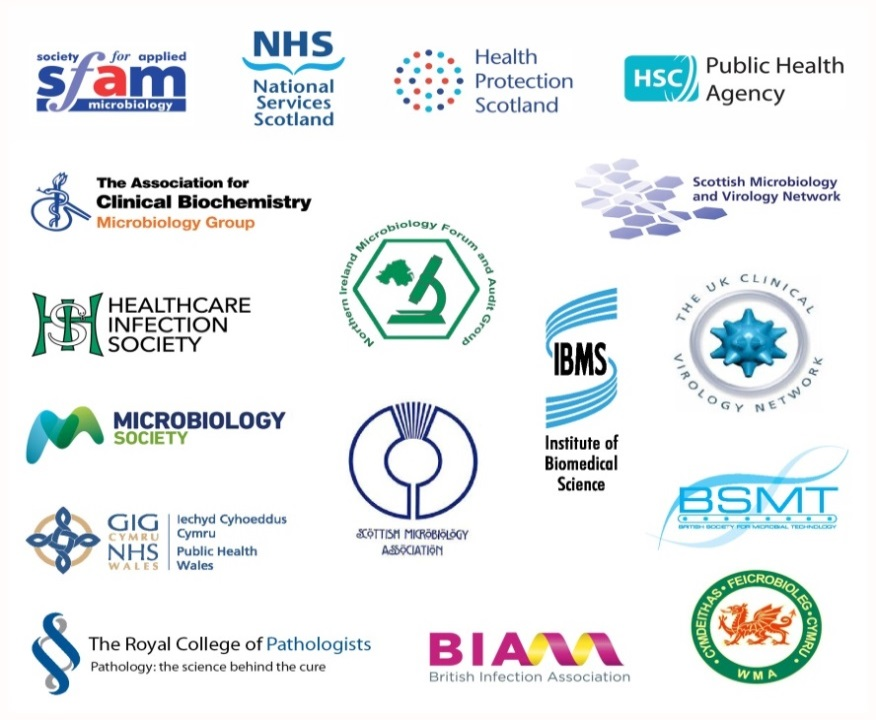 society for applied
sfam
microbiology
NHS
National
Services
Scotland
Health
Protection
Scotland
HSC
Public Health
Agency
The Association for
Clinical Biochemistry
Microbiology Group
Scottish Microbiology
and Virology Network
Northern Ireland Microbiology Forum and Audit Group
HIS
HEALTHCARE
INFECTION
SOCIETY
IBMS
Institute of
Biomedical
Science
THE UK CLINICAL
VIROLOGY NETWORK
MICROBIOLOGY
SOCIETY
SCOTTISH MICROBIOLOGY
ASSOCIATION
BSMT
BRITISH SOCIETY FOR MICROBIAL TECHNOLOGY
GIG
CYMRU
NHS
WALES
Iechyd Cyhoeddus
Cymru
Public Health
Wales
The Royal College of Pathologists
Pathology: the science behind the cure
BIA
British Infection Association
CYMDEITHAS • FEICROBIOLEG • CYMRU
• WMA •